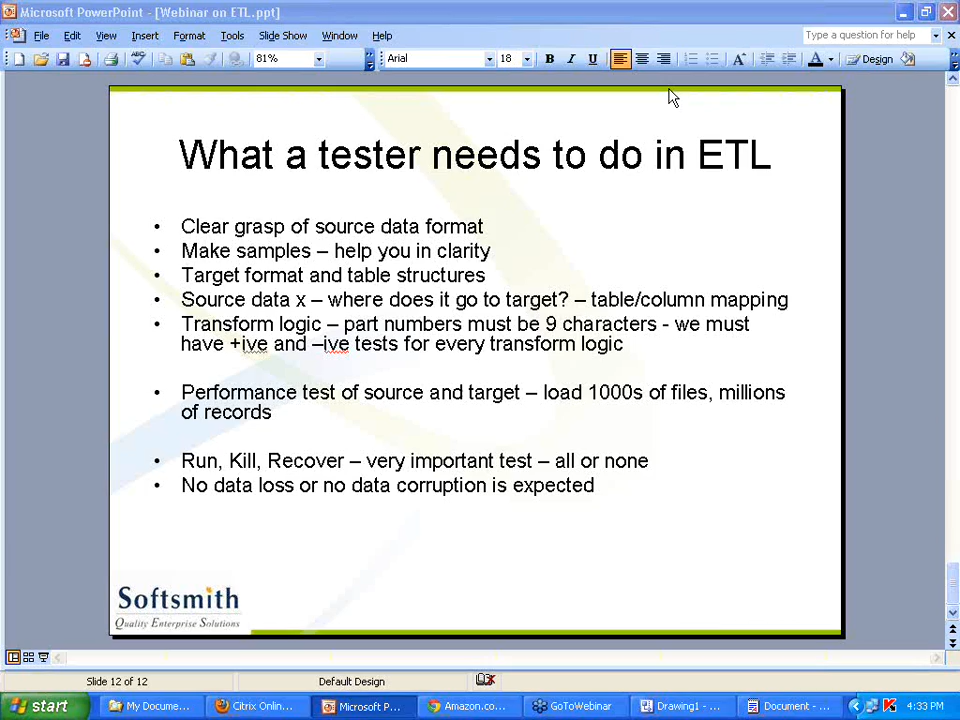 Microsoft PowerPoint - [Webinar on ETL.ppt]
File Edit View Insert Format Tools Slide Show Window Help Type a question for help
81% Arial 18 B I U A A Design
What a tester needs to do in ETL
• Clear grasp of source data format
• Make samples – help you in clarity
• Target format and table structures
• Source data x – where does it go to target? – table/column mapping
• Transform logic – part numbers must be 9 characters - we must
have +ive and –ive tests for every transform logic
• Performance test of source and target – load 1000s of files, millions
of records
• Run, Kill, Recover – very important test – all or none
• No data loss or no data corruption is expected
Softsmith
Quality Enterprise Solutions
Slide 12 of 12 Default Design
start My Docume... Citrix Onlin... Microsoft P... Amazon.co... GoToWebinar Drawing1 - ... Document - ... 4:33 PM